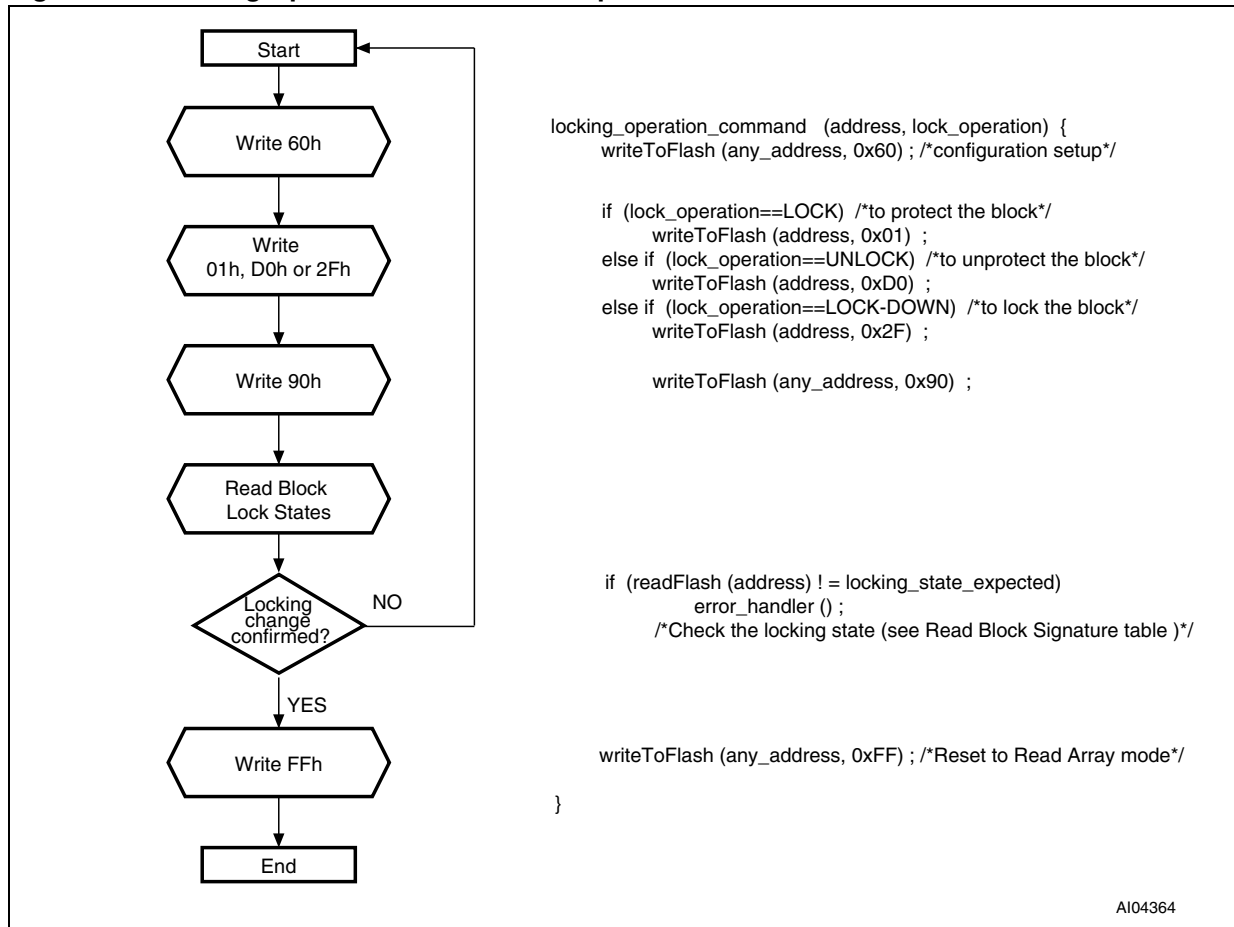 Start
Write 60h
Write
01h, D0h or 2Fh
Write 90h
Read Block
Lock States
Locking
change
confirmed?
NO
YES
Write FFh
End
locking_operation_command (address, lock_operation) {
writeToFlash (any_address, 0x60) ; /*configuration setup*/
if (lock_operation==LOCK) /*to protect the block*/
writeToFlash (address, 0x01) ;
else if (lock_operation==UNLOCK) /*to unprotect the block*/
writeToFlash (address, 0xD0) ;
else if (lock_operation==LOCK-DOWN) /*to lock the block*/
writeToFlash (address, 0x2F) ;
writeToFlash (any_address, 0x90) ;
if (readFlash (address) ! = locking_state_expected)
error_handler () ;
/*Check the locking state (see Read Block Signature table )*/
writeToFlash (any_address, 0xFF) ; /*Reset to Read Array mode*/
}
AI04364